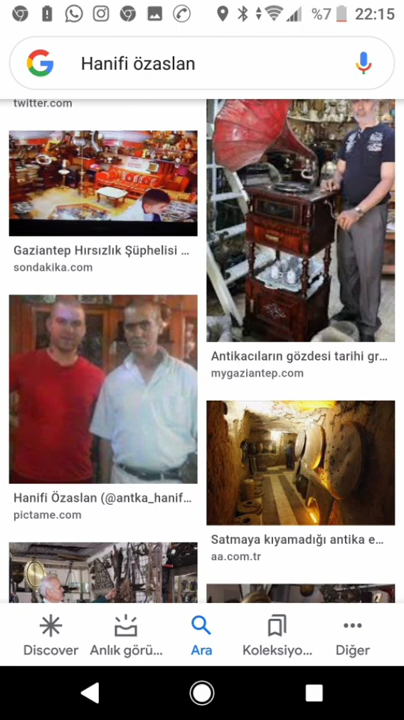 %7 22:15
Hanifi özaslan
twitter.com
Gaziantep Hırsızlık Şüphelisi ...
sondakika.com
Antikacıların gözdesi tarihi gr...
mygaziantep.com
Hanifi Özaslan (@antka_hanif...
pictame.com
Satmaya kıyamadığı antika e...
aa.com.tr
Discover Anlık görü... Ara Koleksiyo... Diğer